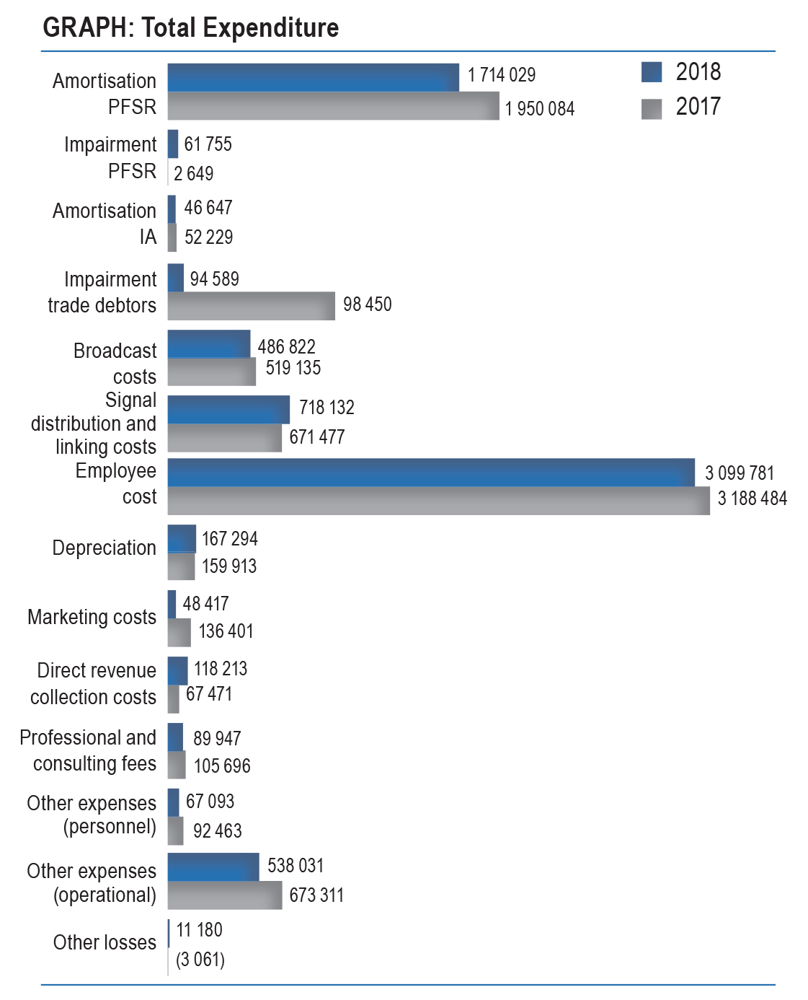 GRAPH: Total Expenditure
2018
2017
Amortisation
PFSR
1 714 029
1 950 084
Impairment
PFSR
61 755
2 649
Amortisation
IA
46 647
52 229
Impairment
trade debtors
94 589
98 450
Broadcast
costs
486 822
519 135
Signal
distribution and
linking costs
718 132
671 477
Employee
cost
3 099 781
3 188 484
Depreciation
167 294
159 913
Marketing costs
48 417
136 401
Direct revenue
collection costs
118 213
67 471
Professional and
consulting fees
89 947
105 696
Other expenses
(personnel)
67 093
92 463
Other expenses
(operational)
538 031
673 311
Other losses
11 180
(3 061)